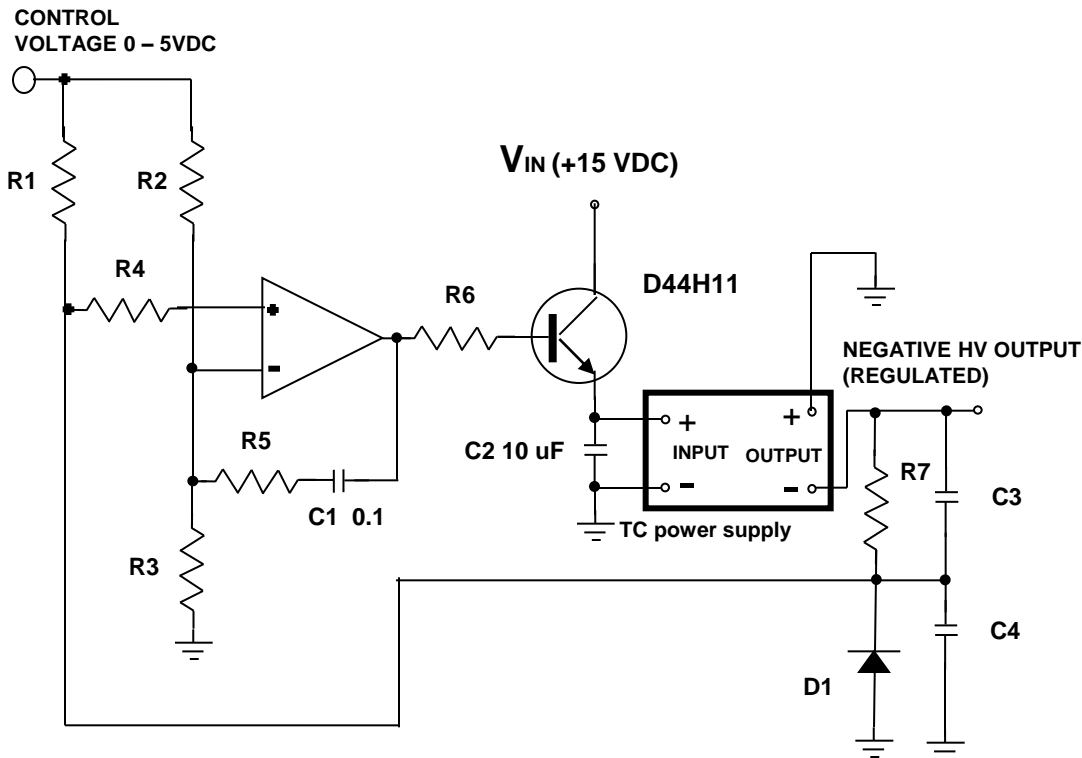 CONTROL
VOLTAGE 0 – 5VDC
VIN (+15 VDC)
R1
R2
R4
R6
D44H11
+
-
NEGATIVE HV OUTPUT
(REGULATED)
R5
C1 0.1
C2 10 uF
+
+
INPUT
OUTPUT
-
-
R7
C3
TC power supply
R3
C4
D1